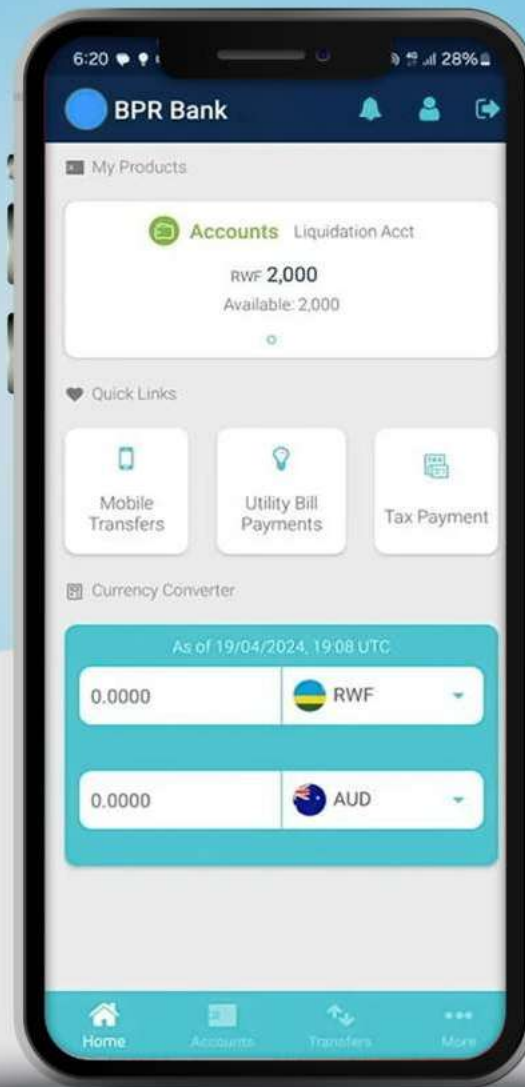 6:20
28%
BPR Bank
My Products
Accounts Liquidation Acct
RWF 2,000
Available: 2,000
Quick Links
Mobile
Transfers
Utility Bill
Payments
TAX
Tax Payment
Currency Converter
As of 19/04/2024, 19:08 UTC
0.0000 RWF
0.0000 AUD
Home Accounts Transfers More